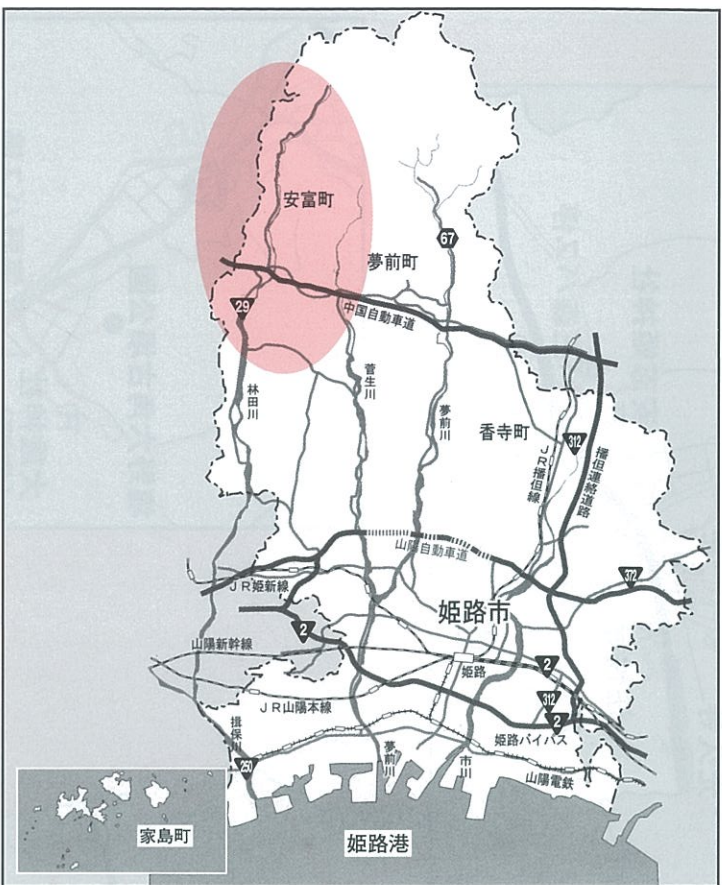 安富町
67
夢前町
29
中国自動車道
林田川
菅生川
夢前川
香寺町
312
JR播但線
播但連絡道路
山陽自動車道
372
JR姫新線
姫路市
2
山陽新幹線
姫路
2
JR山陽本線
312
2
姫路バイパス
揖保川
250
夢前川
市川
山陽電鉄
家島町
姫路港